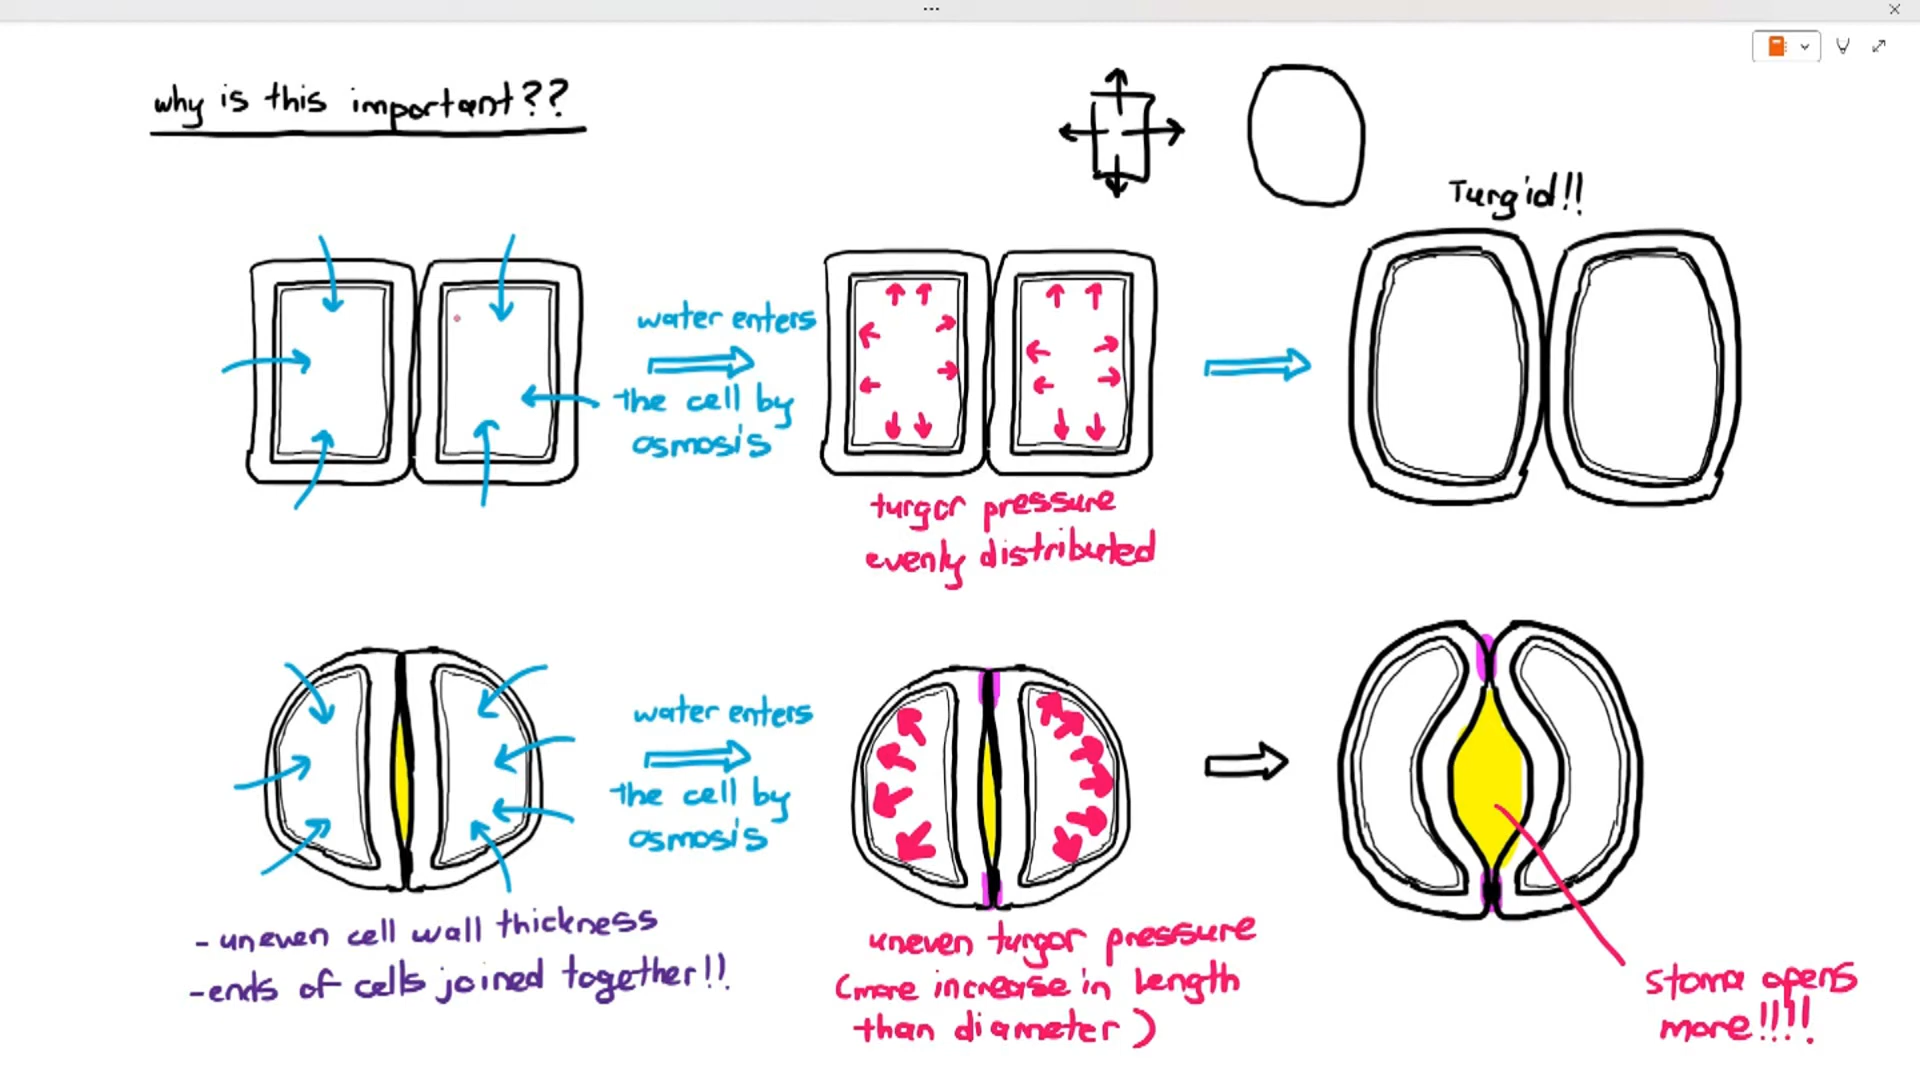 why is this important??
Turgid!!
water enters
the cell by
osmosis
turgor pressure
evenly distributed
water enters
the cell by
osmosis
- uneven cell wall thickness
-ends of cells joined together!!
uneven turgor pressure
(more increase in length
than diameter)
stoma opens
more!!!!